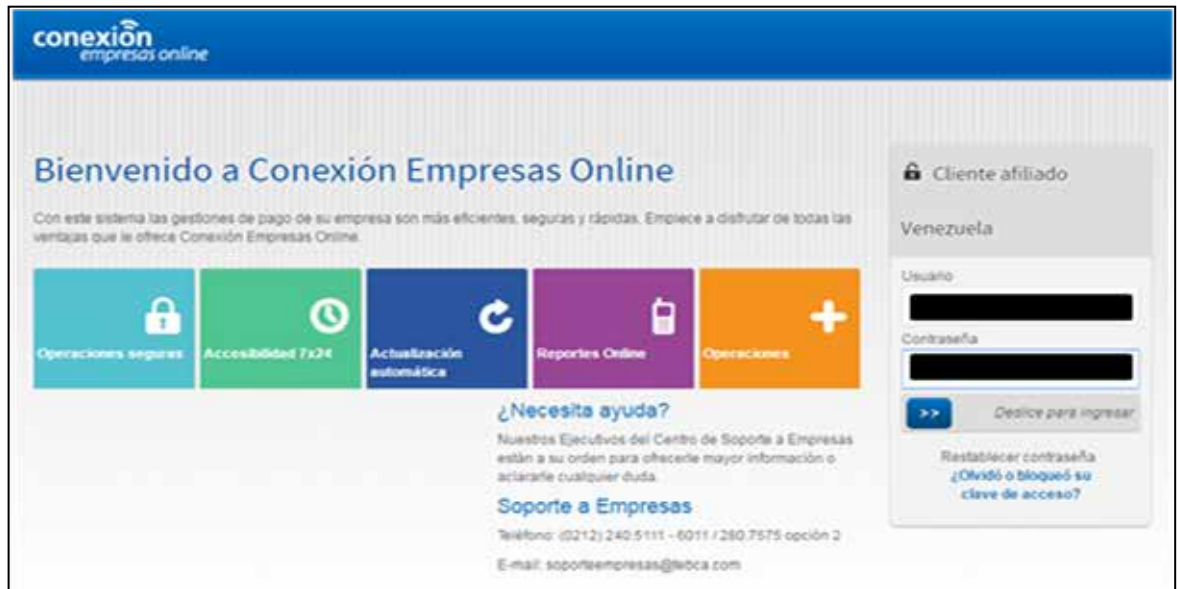 conexión
empresas online
Bienvenido a Conexión Empresas Online
Con este sistema las gestiones de pago de su empresa son más eficientes, seguras y rápidas. Empiece a disfrutar de todas las
ventajas que le ofrece Conexión Empresas Online.
Operaciones seguras
Accesibilidad 7x24
Actualización
automática
Reportes Online
Operaciones
¿Necesita ayuda?
Nuestros Ejecutivos del Centro de Soporte a Empresas
están a su orden para ofrecerle mayor información o
aclararle cualquier duda.
Soporte a Empresas
Teléfono: (0212) 240.5111 - 6011 / 280.7575 opción 2
E-mail: soporteempresas@tebca.com
Cliente afiliado
Venezuela
Usuario
Contraseña
>>
Deslice para ingresar
Restablecer contraseña
¿Olvidó o bloqueó su
clave de acceso?